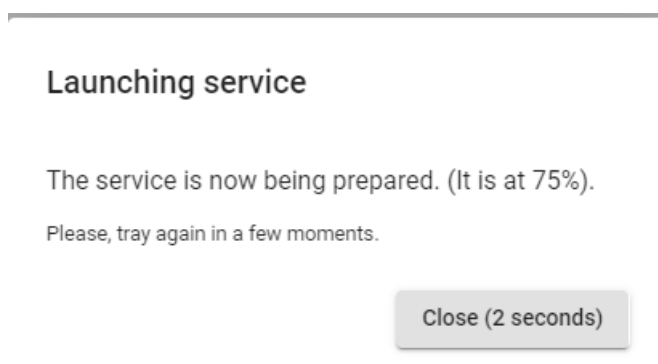 Launching service
The service is now being prepared. (It is at 75%).
Please, tray again in a few moments.
Close (2 seconds)